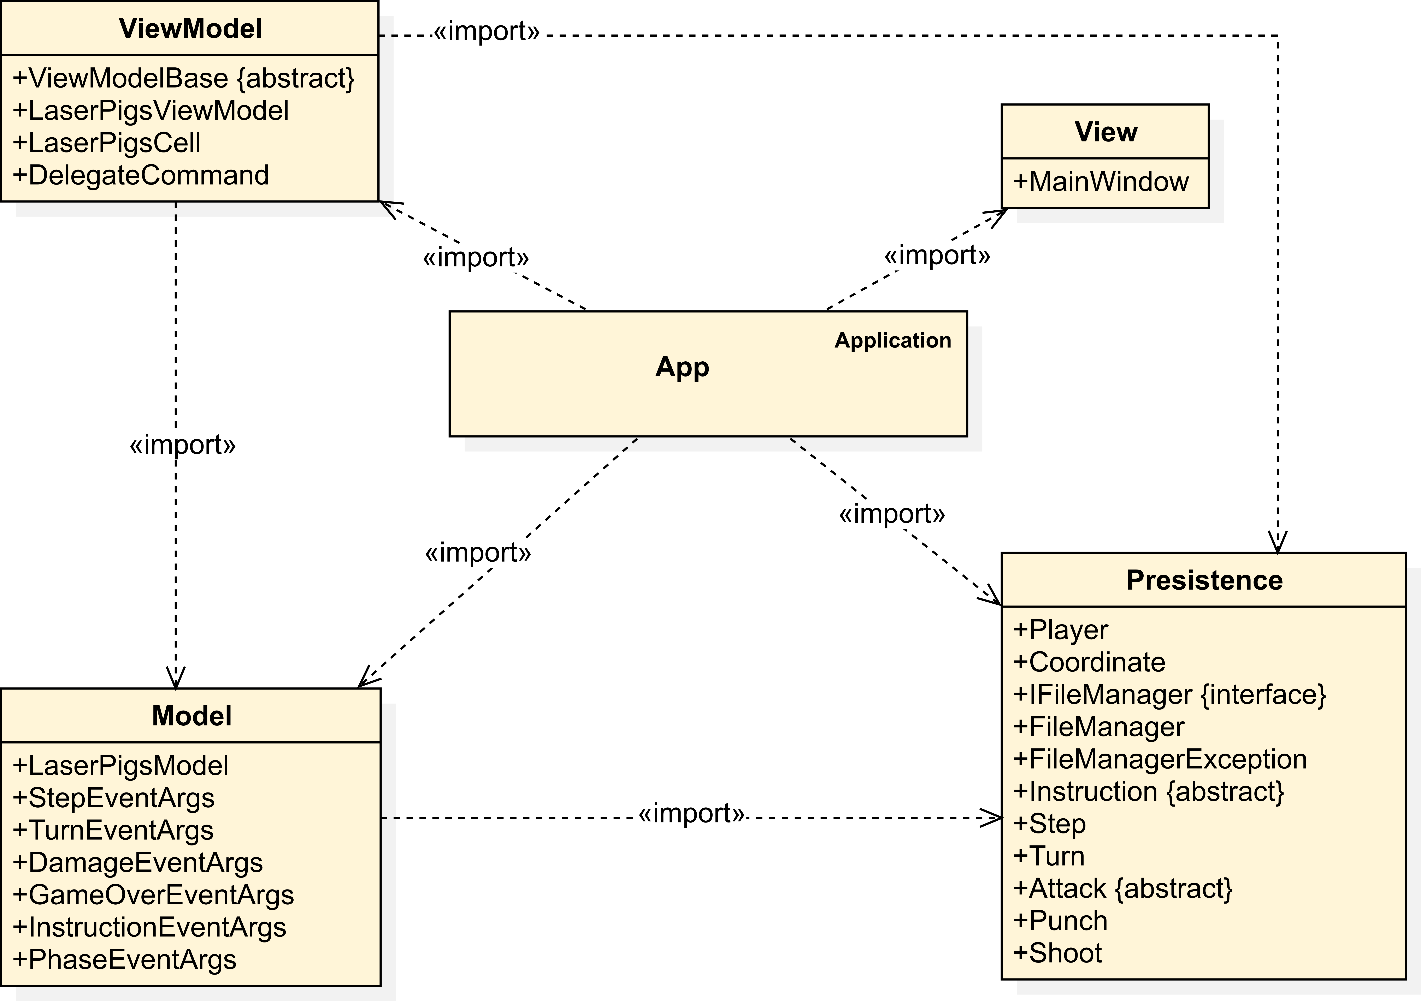 ViewModel
+ViewModelBase {abstract}
+LaserPigsViewModel
+LaserPigsCell
+DelegateCommand
«import»
View
+MainWindow
«import»
«import»
Application
App
«import»
«import»
«import»
Model
+LaserPigsModel
+StepEventArgs
+TurnEventArgs
+DamageEventArgs
+GameOverEventArgs
+InstructionEventArgs
+PhaseEventArgs
«import»
Presistence
+Player
+Coordinate
+IFileManager {interface}
+FileManager
+FileManagerException
+Instruction {abstract}
+Step
+Turn
+Attack {abstract}
+Punch
+Shoot